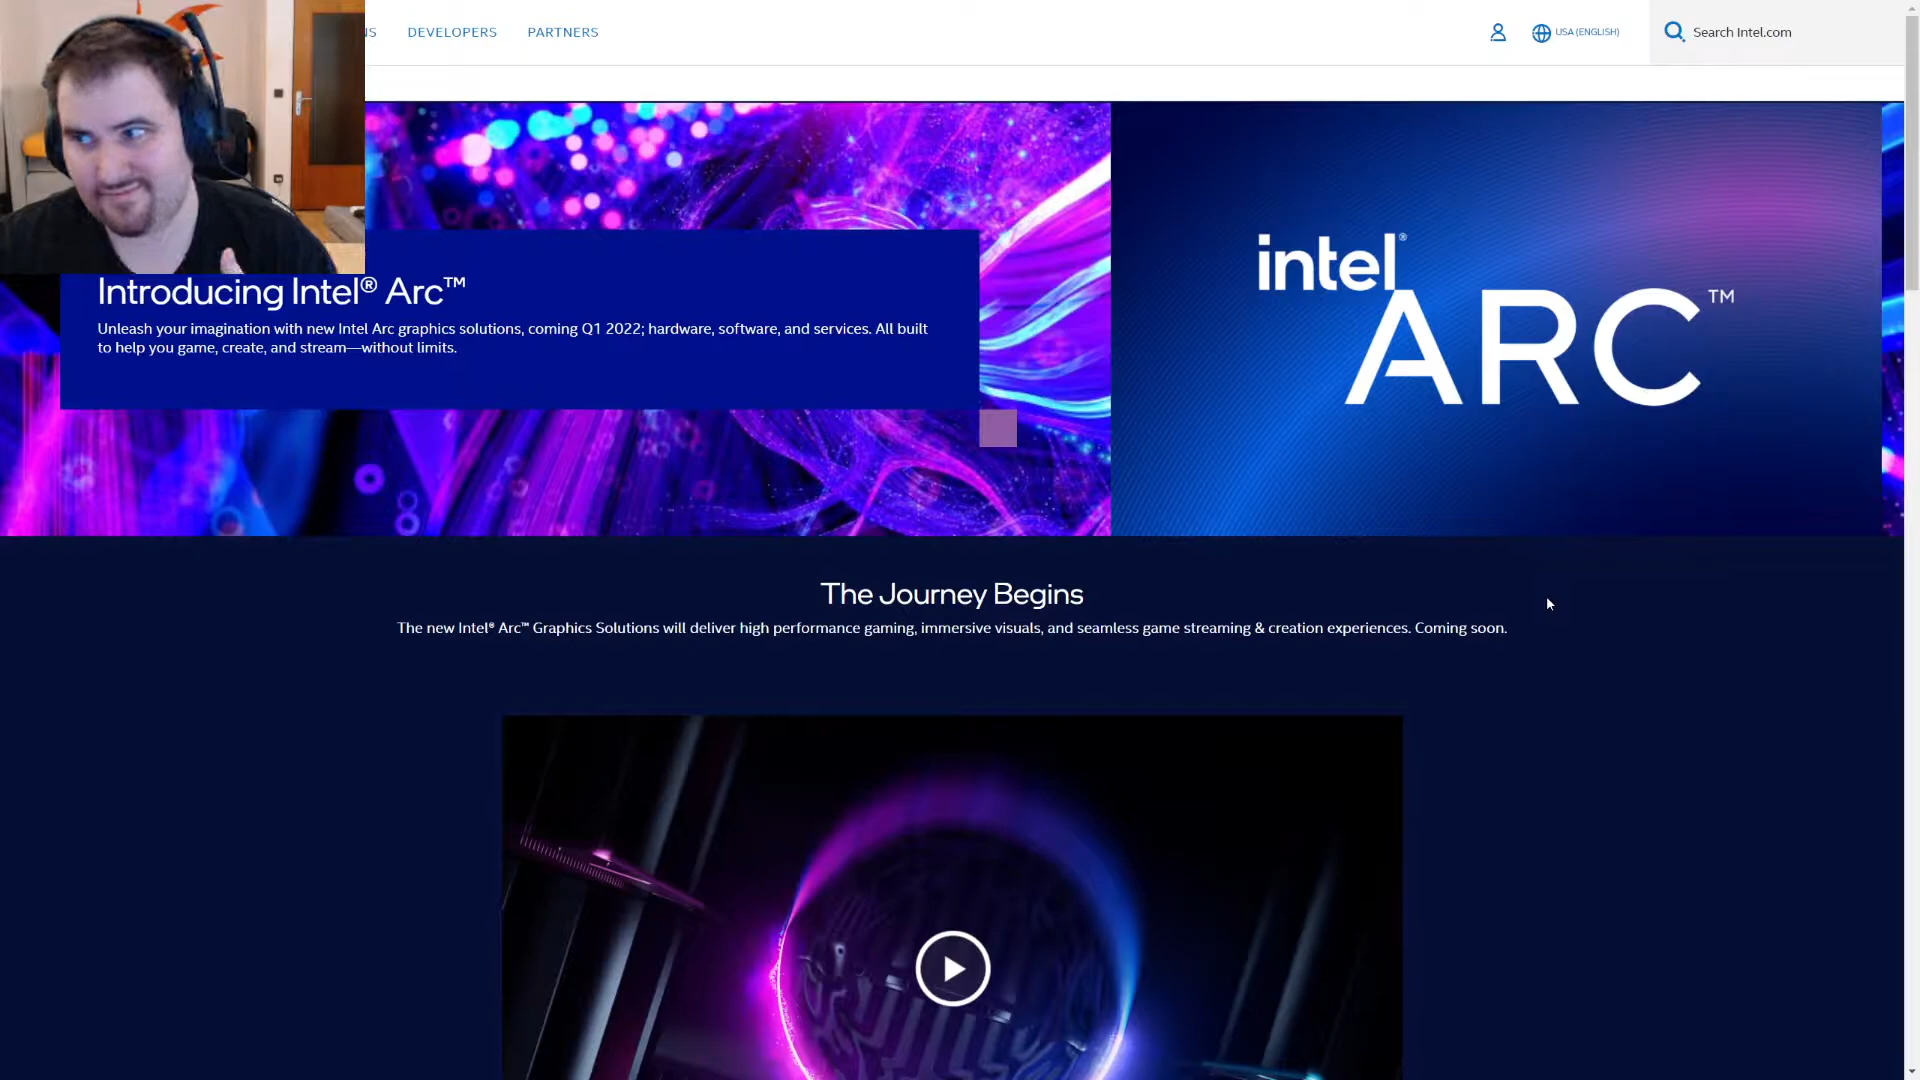 NS
DEVELOPERS
PARTNERS
USA (ENGLISH)
Search Intel.com
Introducing Intel® Arc™
Unleash your imagination with new Intel Arc graphics solutions, coming Q1 2022; hardware, software, and services. All built
to help you game, create, and stream—without limits.
intel®
ARC™
The Journey Begins
The new Intel® Arc™ Graphics Solutions will deliver high performance gaming, immersive visuals, and seamless game streaming & creation experiences. Coming soon.